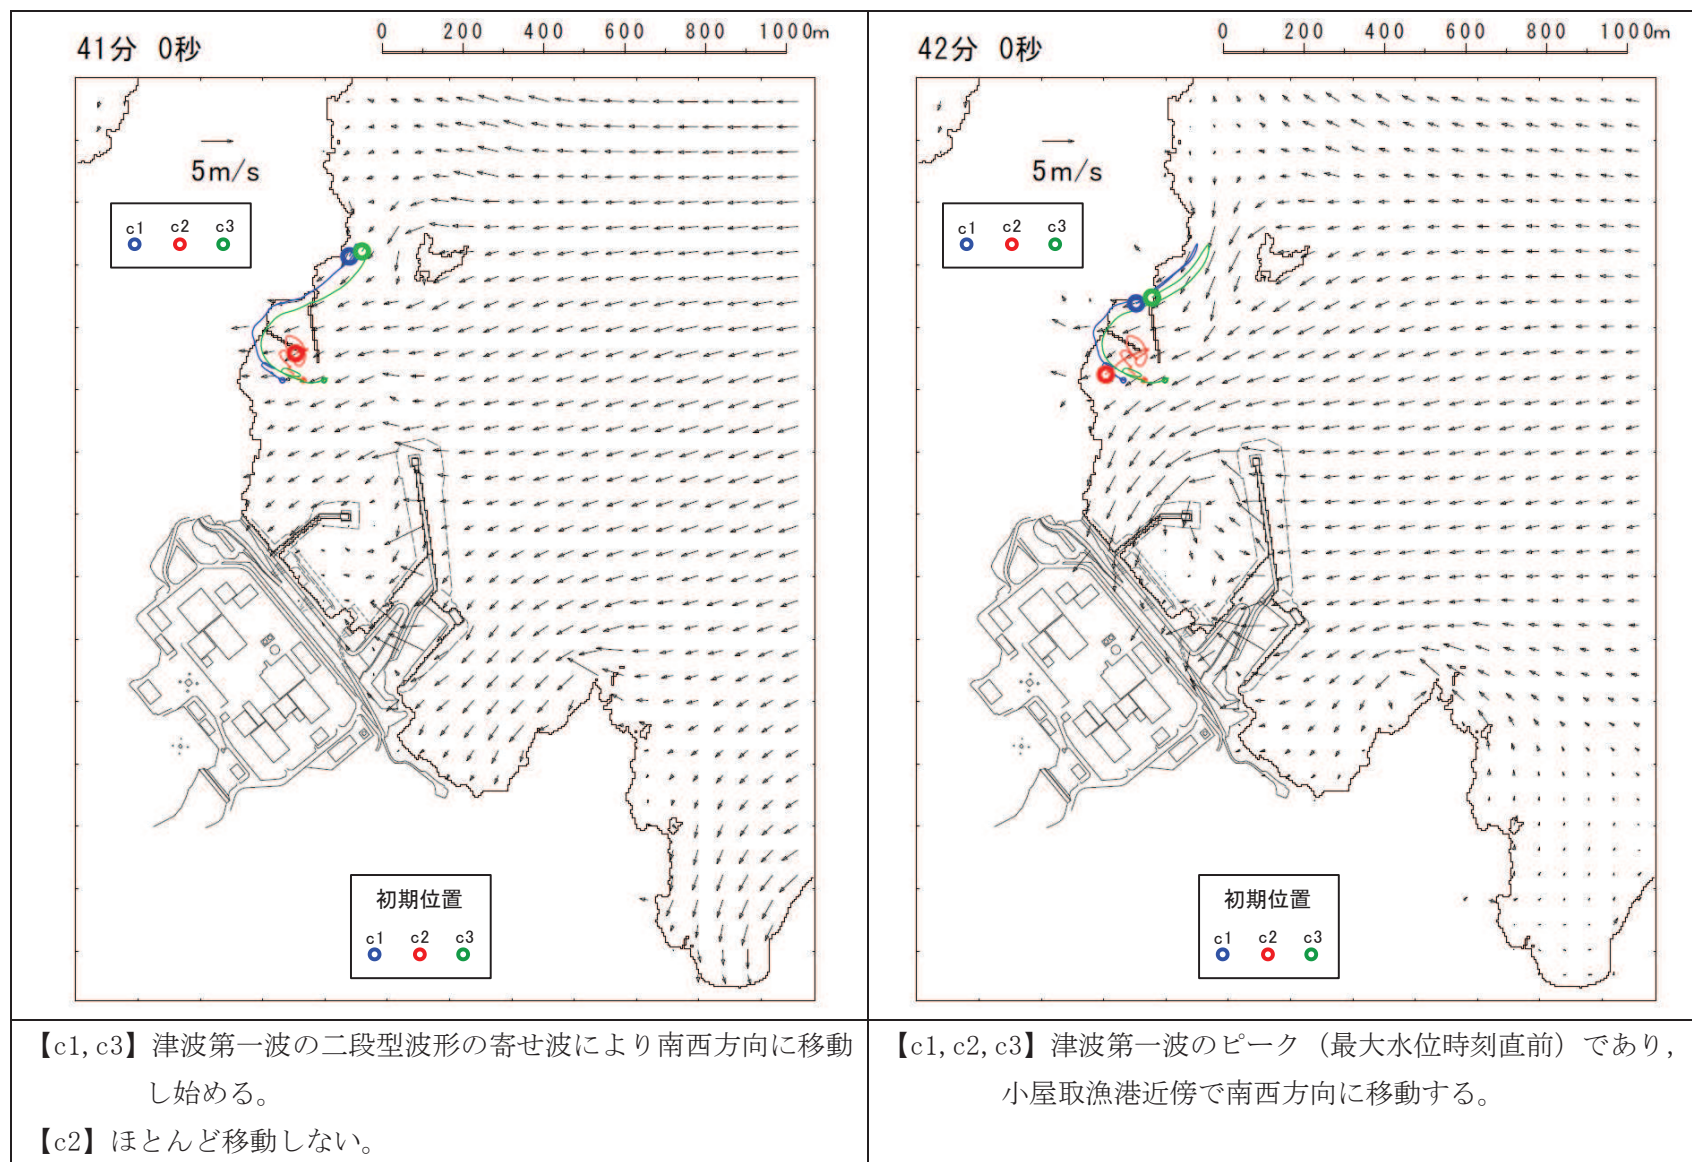 41分 0秒
0 200 400 600 800 1000m
5m/s
c1 c2 c3
初期位置
c1 c2 c3
【c1,c3】津波第一波の二段型波形の寄せ波により南西方向に移動
し始める。
【c2】ほとんど移動しない。
42分 0秒
0 200 400 600 800 1000m
5m/s
c1 c2 c3
初期位置
c1 c2 c3
【c1,c2,c3】津波第一波のピーク（最大水位時刻直前）であり，
小屋取漁港近傍で南西方向に移動する。